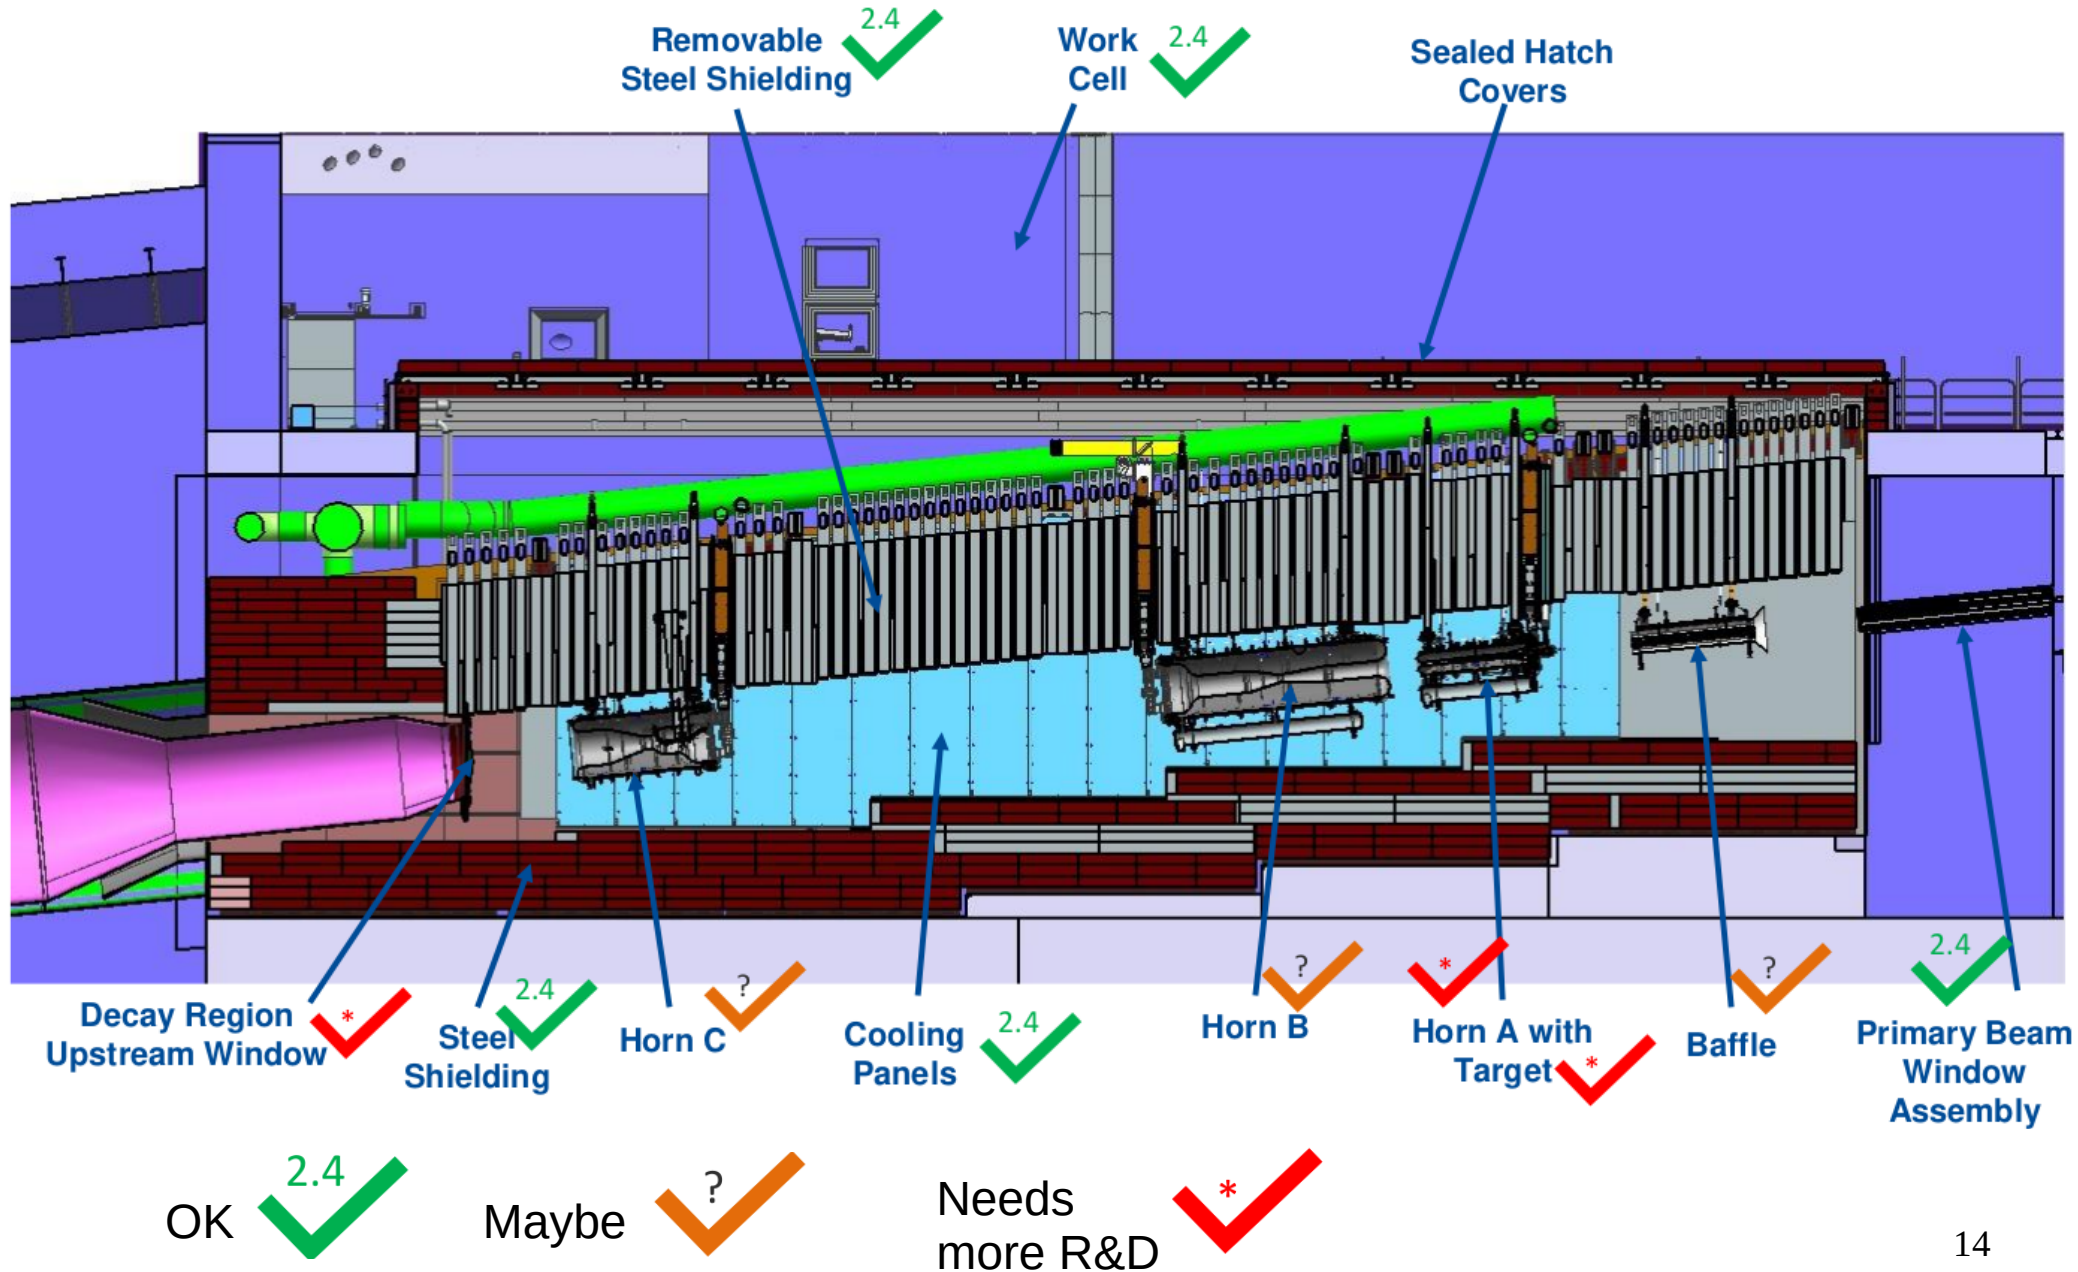 2.4
Removable
Steel Shielding
2.4
Work
Cell
Sealed Hatch
Covers
Decay Region
Upstream Window
*
2.4
Steel
Shielding
?
Horn C
2.4
Cooling
Panels
?
Horn B
*
Horn A with
Target
*
?
Baffle
2.4
Primary Beam
Window
Assembly
2.4
OK
?
Maybe
*
Needs
more R&D
14